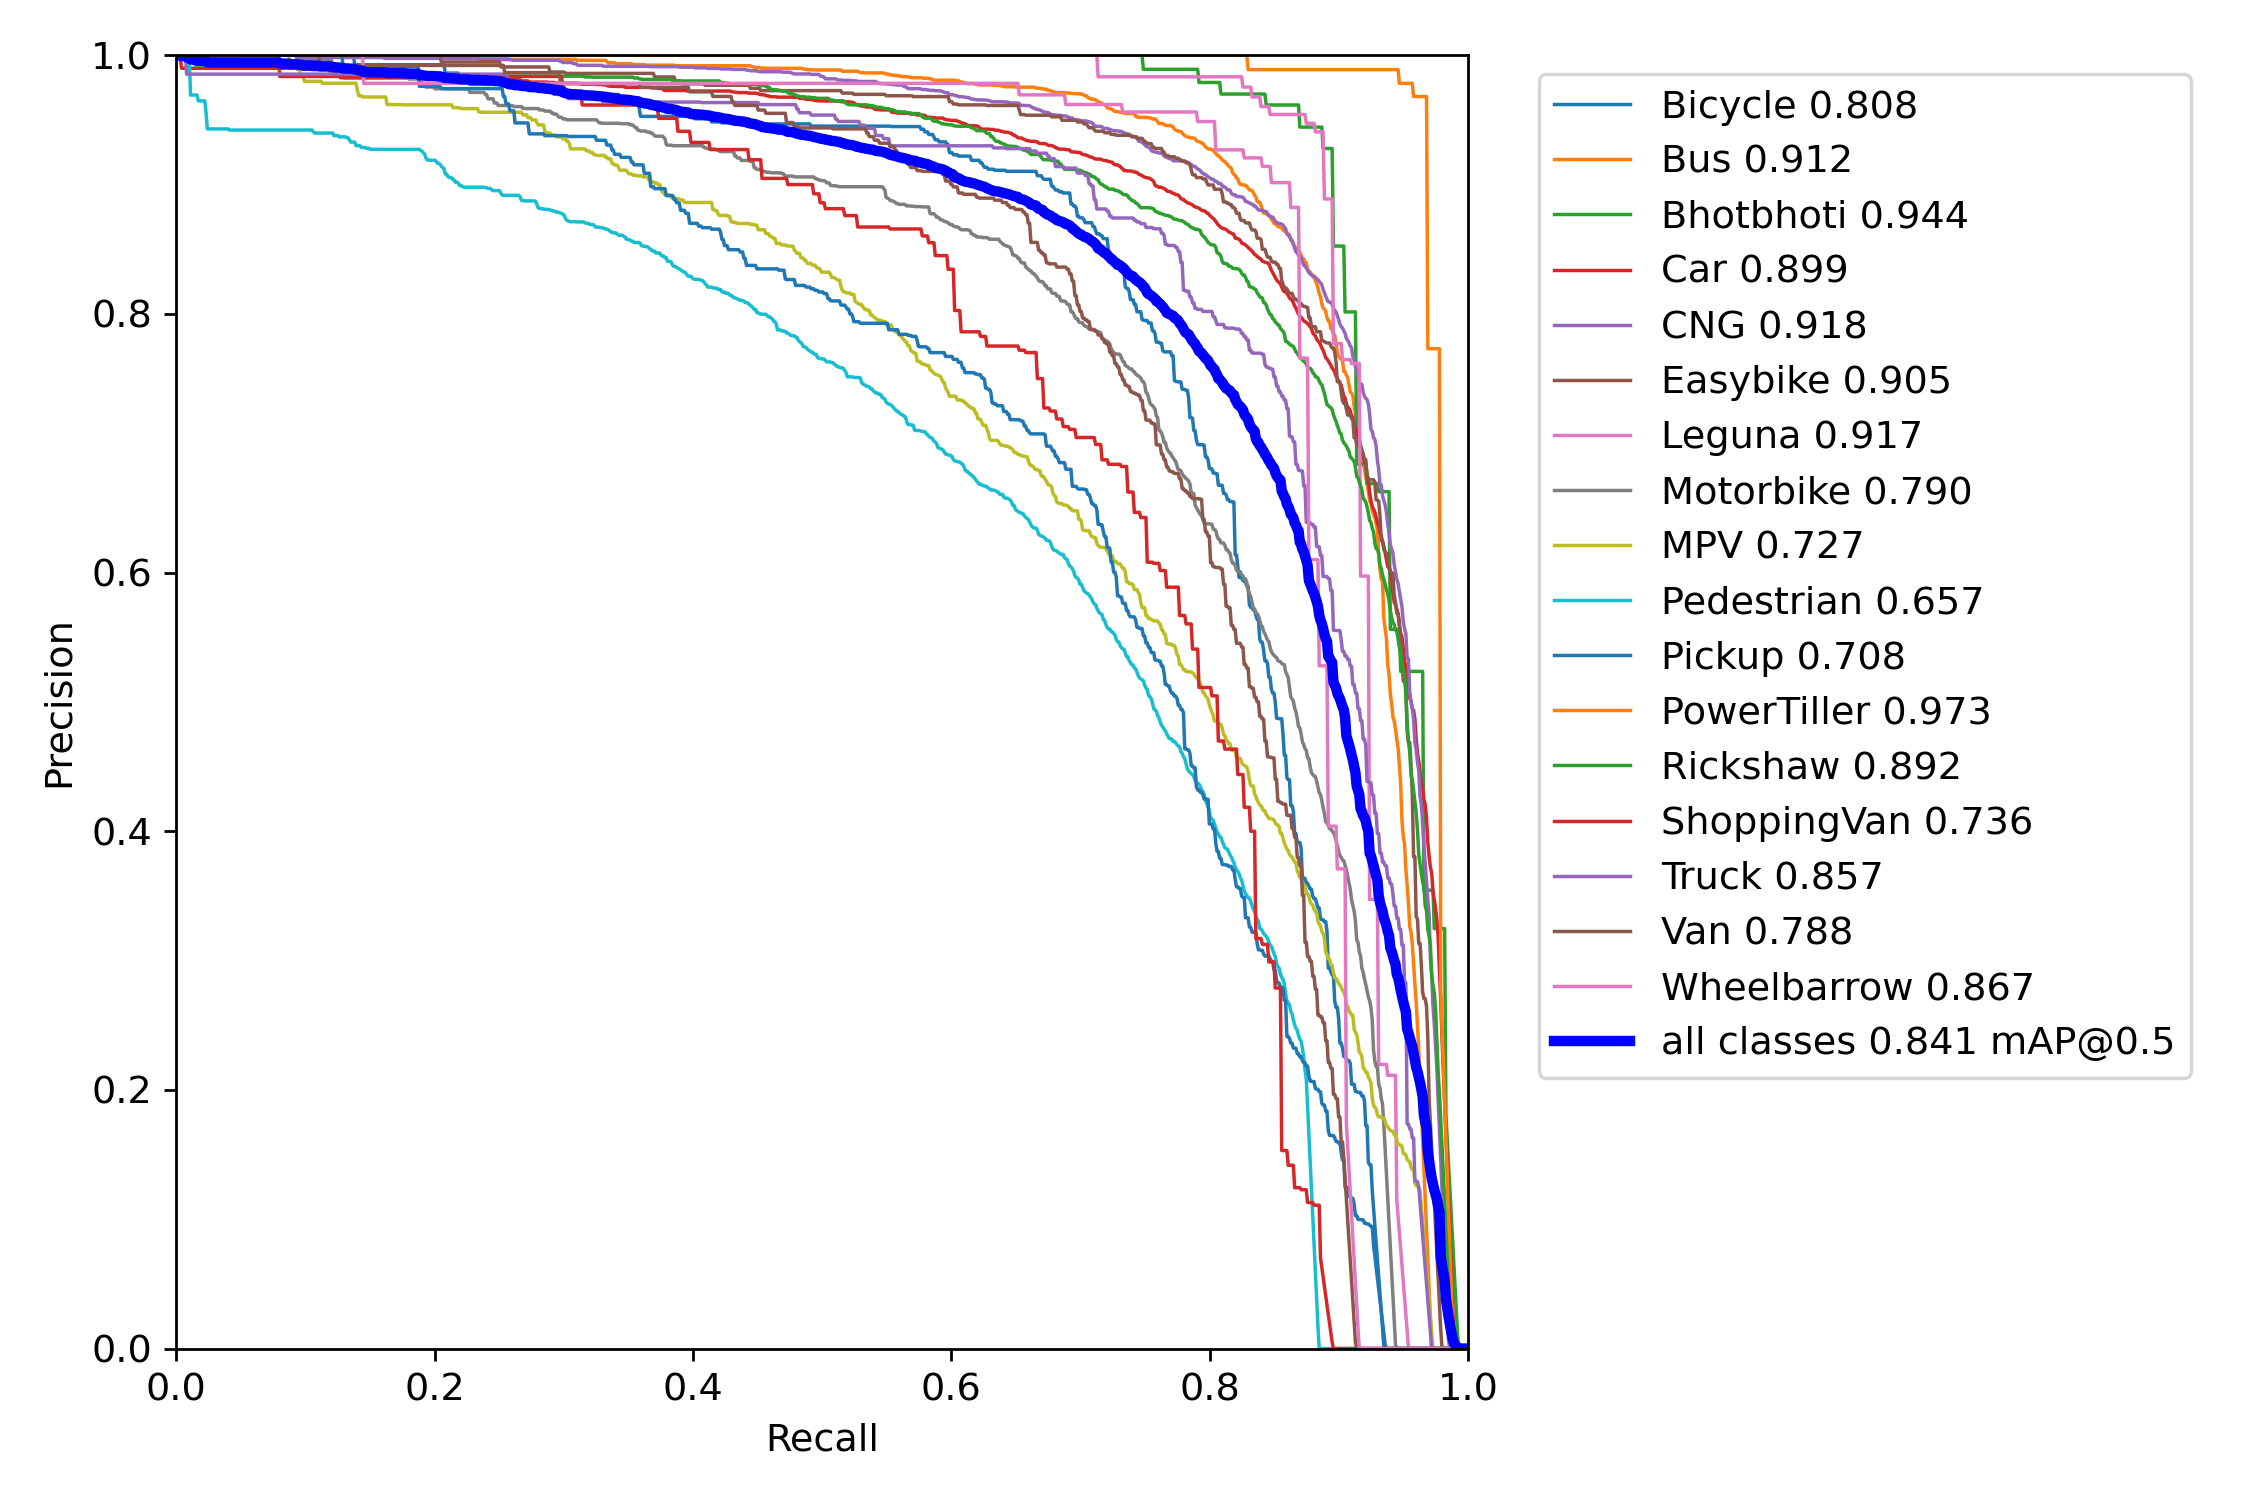 1.0
0.8
0.6
0.4
0.2
0.0
Precision
0.0 0.2 0.4 0.6 0.8 1.0
Recall
Bicycle 0.808
Bus 0.912
Bhotbhoti 0.944
Car 0.899
CNG 0.918
Easybike 0.905
Leguna 0.917
Motorbike 0.790
MPV 0.727
Pedestrian 0.657
Pickup 0.708
PowerTiller 0.973
Rickshaw 0.892
ShoppingVan 0.736
Truck 0.857
Van 0.788
Wheelbarrow 0.867
all classes 0.841 mAP@0.5